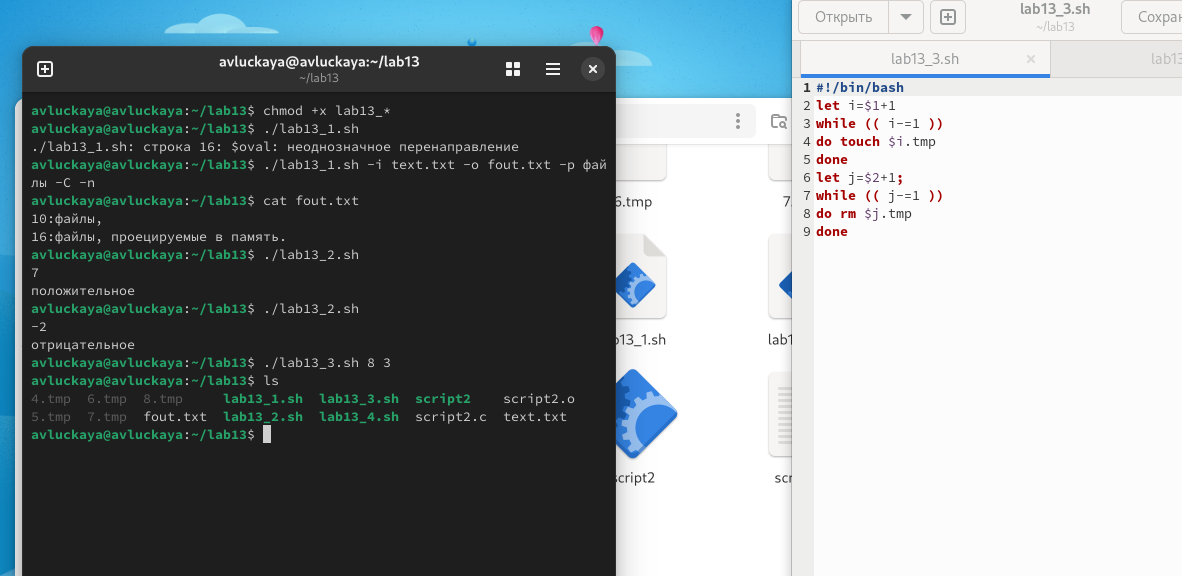 avluckaya@avluckaya:~/lab13
~/lab13
avluckaya@avluckaya:~/lab13$ chmod +x lab13_*
avluckaya@avluckaya:~/lab13$ ./lab13_1.sh
./lab13_1.sh: строка 16: $oval: неоднозначное перенаправление
avluckaya@avluckaya:~/lab13$ ./lab13_1.sh -i text.txt -o fout.txt -p фай
лы -C -n
avluckaya@avluckaya:~/lab13$ cat fout.txt
10:файлы,
16:файлы, проецируемые в память.
avluckaya@avluckaya:~/lab13$ ./lab13_2.sh
7
положительное
avluckaya@avluckaya:~/lab13$ ./lab13_2.sh
-2
отрицательное
avluckaya@avluckaya:~/lab13$ ./lab13_3.sh 8 3
avluckaya@avluckaya:~/lab13$ ls
4.tmp 6.tmp 8.tmp lab13_1.sh lab13_3.sh script2 script2.o
5.tmp 7.tmp fout.txt lab13_2.sh lab13_4.sh script2.c text.txt
avluckaya@avluckaya:~/lab13$
6.tmp 7
b13_1.sh lab1
script2 scr
Открыть
lab13_3.sh
~/lab13
Сохра
lab13_3.sh lab13
1 #!/bin/bash
2 let i=$1+1
3 while (( i-=1 ))
4 do touch $i.tmp
5 done
6 let j=$2+1;
7 while (( j-=1 ))
8 do rm $j.tmp
9 done